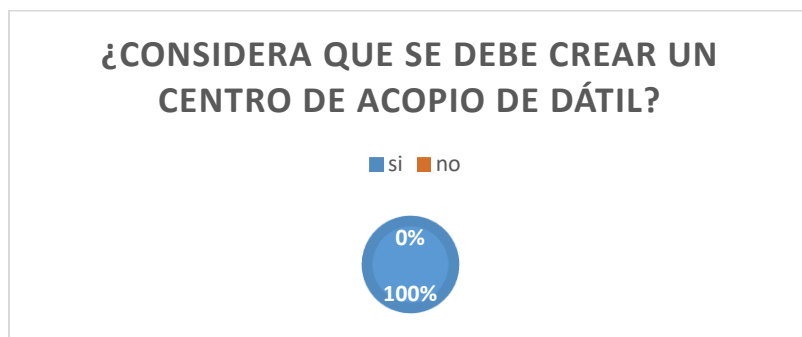 ¿CONSIDERA QUE SE DEBE CREAR UN
CENTRO DE ACOPIO DE DÁTIL?
si no
0%
100%